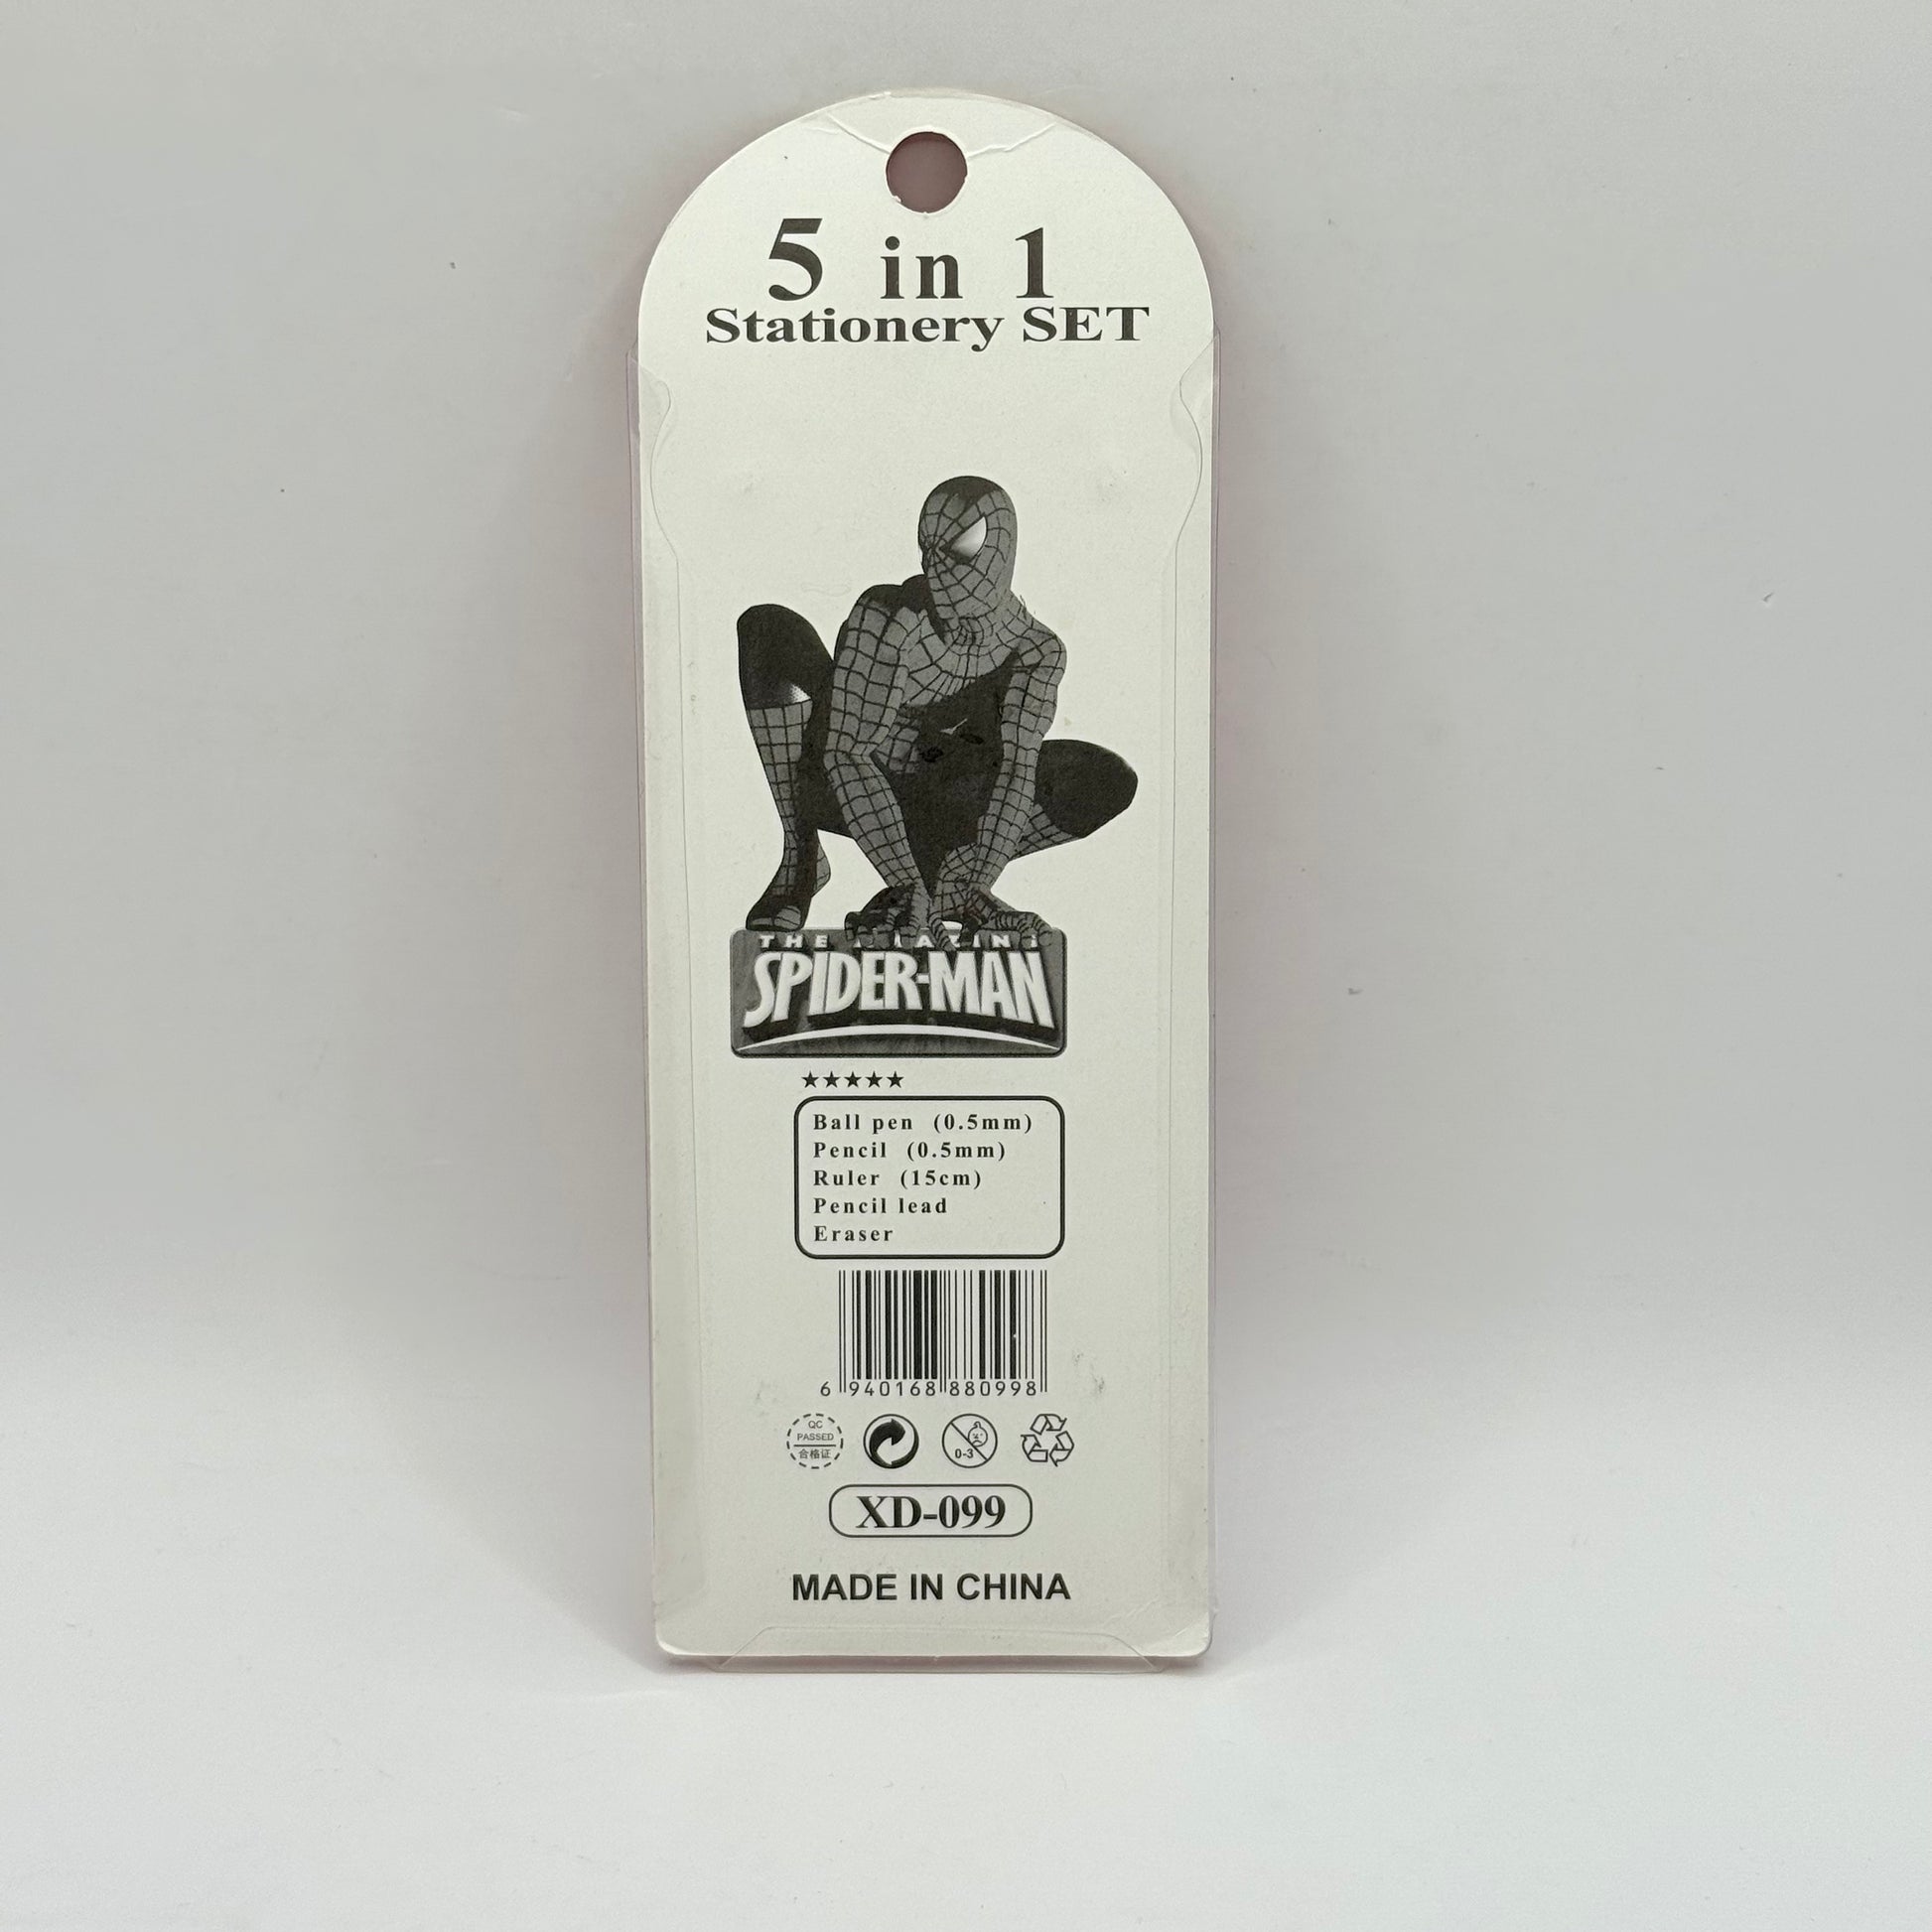 5 in 1
Stationery SET
THE AMAZING
SPIDER-MAN
★★★★★
Ball pen (0.5mm)
Pencil (0.5mm)
Ruler (15cm)
Pencil lead
Eraser
6 940168 880998
QC
PASSED
合格证
0-3
XD-099
MADE IN CHINA